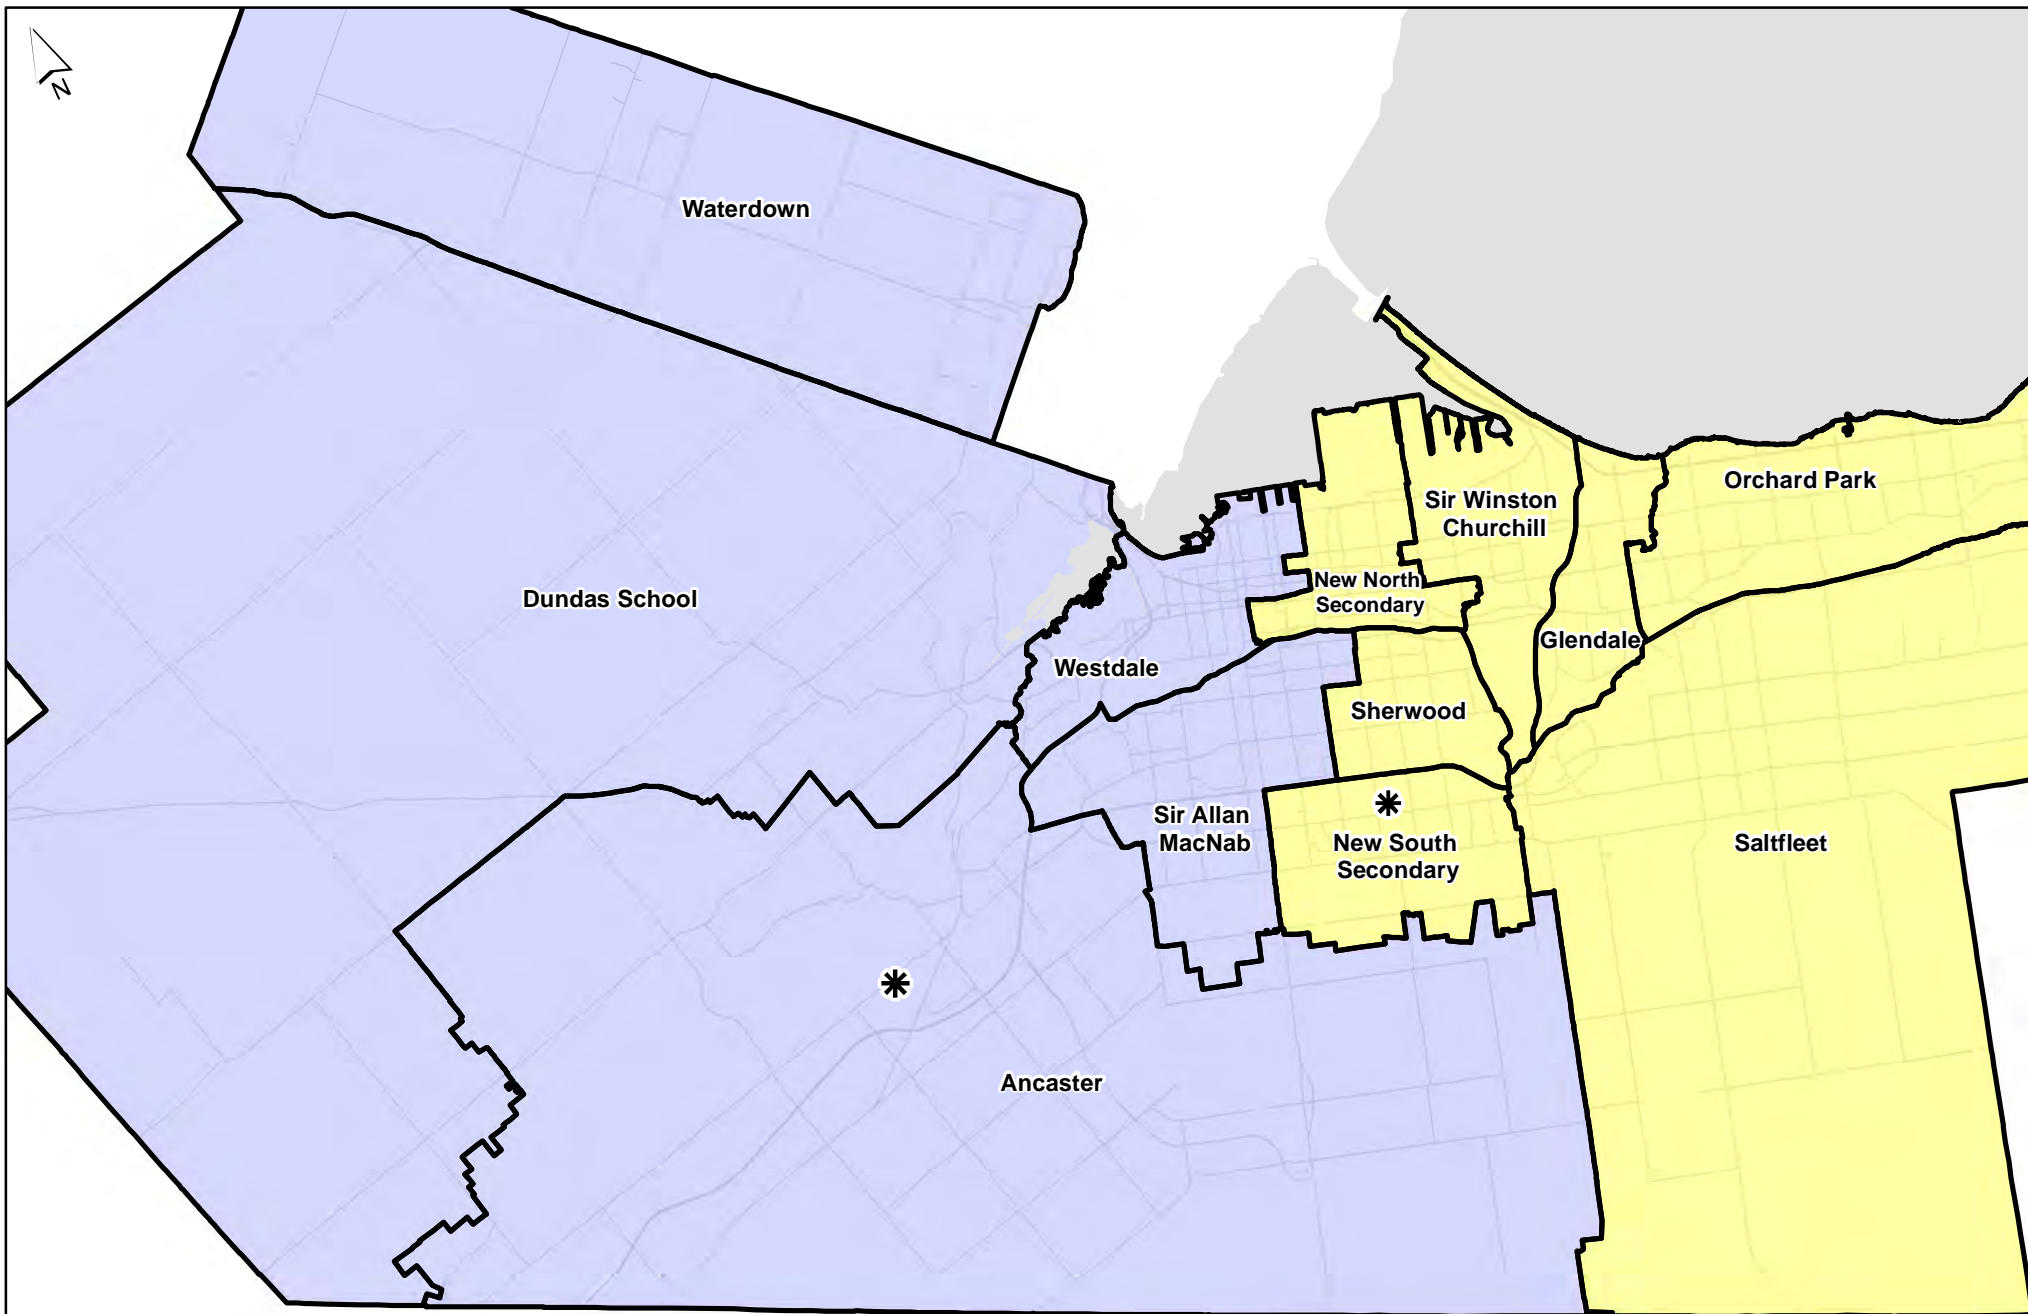 N
Waterdown
Orchard Park
Sir Winston
Churchill
New North
Secondary
Dundas School
Glendale
Westdale
Sherwood
Sir Allan
MacNab
New South
Secondary
Saltfleet
Ancaster